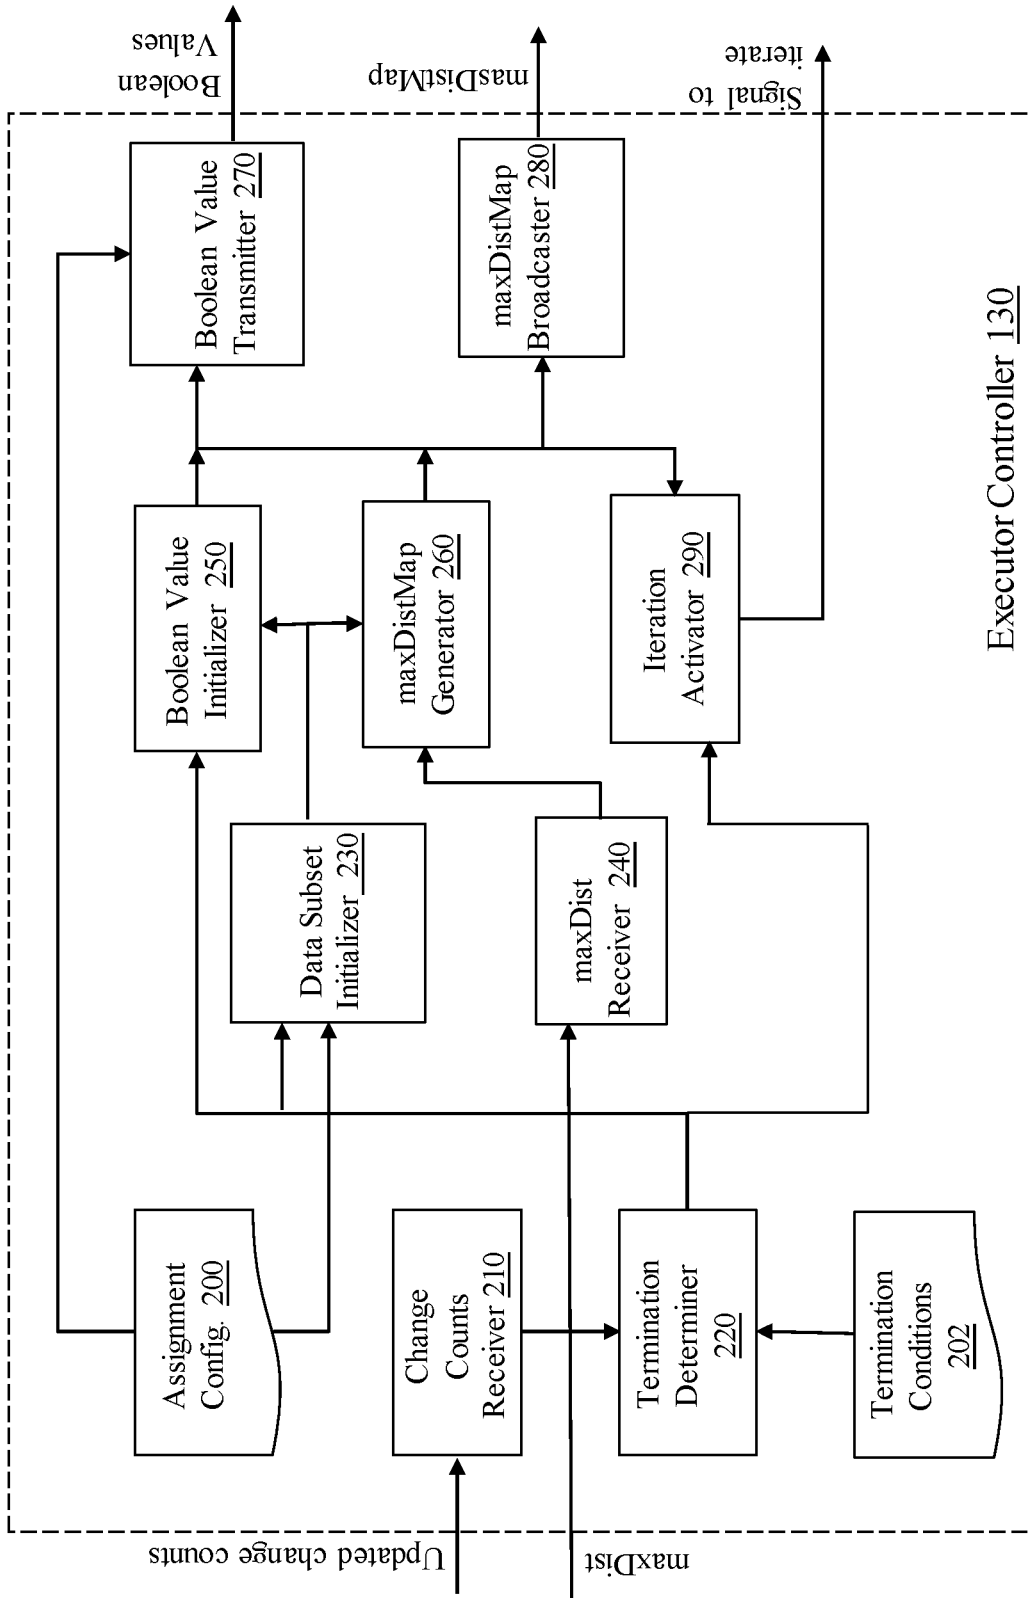 Updated change counts
maxDist
Assignment
Config. 200
Change
Counts
Receiver 210
Termination
Determiner
220
Termination
Conditions
202
Data Subset
Initializer 230
maxDist
Receiver 240
Boolean Value
Initializer 250
maxDistMap
Generator 260
Iteration
Activator 290
Boolean Value
Transmitter 270
maxDistMap
Broadcaster 280
Boolean
Values
masDistMap
Signal to
iterate
Executor Controller 130